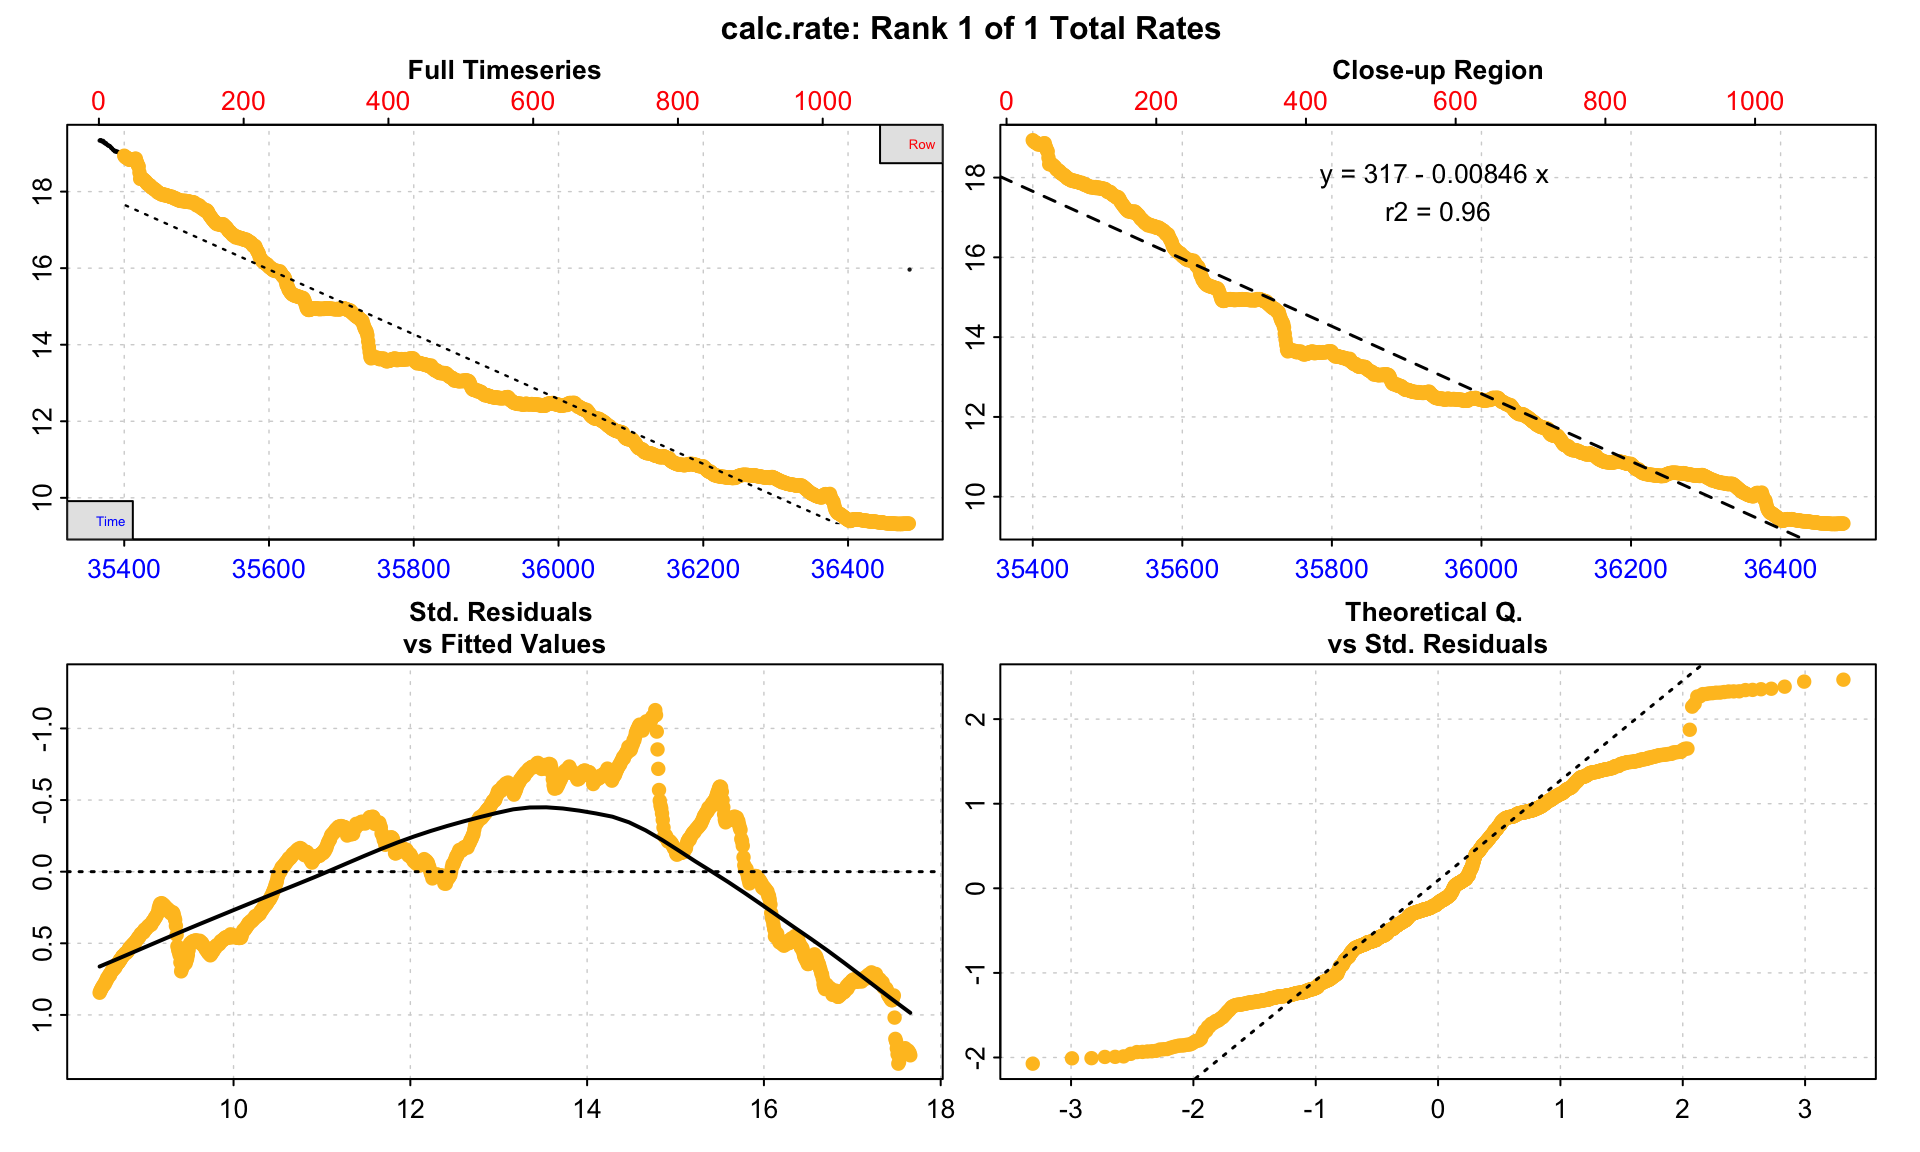 calc.rate: Rank 1 of 1 Total Rates
Full Timeseries
0 200 400 600 800 1000
Row
18
16
14
12
10
Time
35400 35600 35800 36000 36200 36400
Close-up Region
0 200 400 600 800 1000
y = 317 - 0.00846 x
r2 = 0.96
18
16
14
12
10
35400 35600 35800 36000 36200 36400
Std. Residuals
vs Fitted Values
-1.0
-0.5
0.0
0.5
1.0
10 12 14 16 18
Theoretical Q.
vs Std. Residuals
2
1
0
-1
-2
-3 -2 -1 0 1 2 3